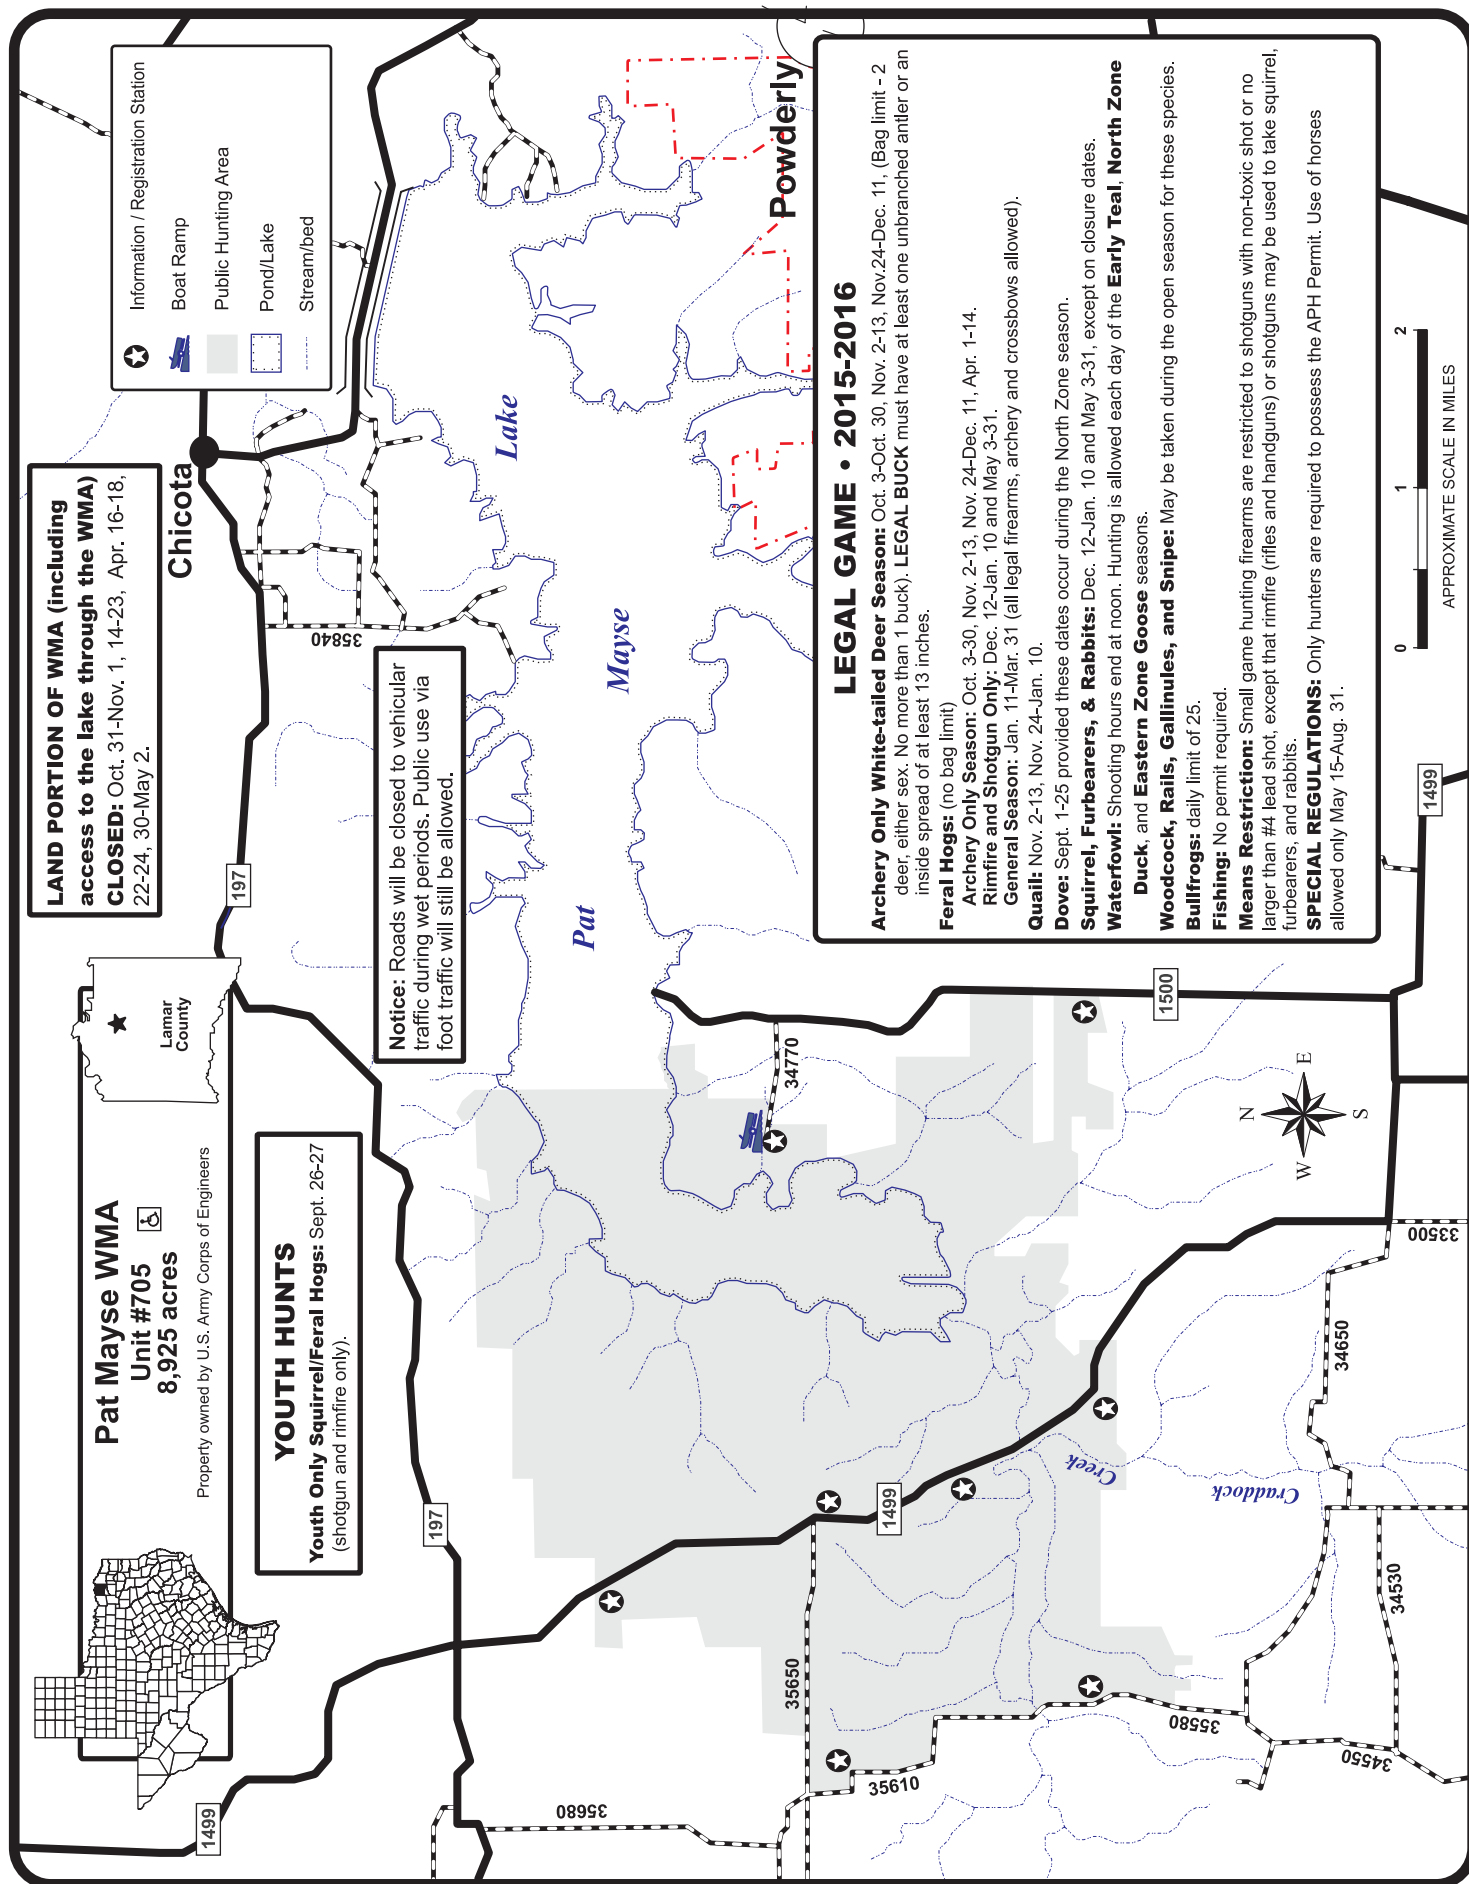 Pat Mayse WMA
Unit #705
8,925 acres
Property owned by U.S. Army Corps of Engineers
Lamar
County
LAND PORTION OF WMA (including
access to the lake through the WMA)
CLOSED: Oct. 31-Nov. 1, 14-23, Apr. 16-18,
22-24, 30-May 2.
Information / Registration Station
Boat Ramp
Public Hunting Area
Pond/Lake
Stream/bed
YOUTH HUNTS
Youth Only Squirrel/Feral Hogs: Sept. 26-27
(shotgun and rimfire only).
Notice: Roads will be closed to vehicular
traffic during wet periods. Public use via
foot traffic will still be allowed.
Chicota
Powderly
1499
197
197
35840
Pat
Mayse
Lake
35680
35650
35610
1499
34770
1500
Creek
Craddock
35580
34550
34530
34650
33500
1499
N
E
S
W
LEGAL GAME • 2015-2016
Archery Only White-tailed Deer Season: Oct. 3-Oct. 30, Nov. 2-13, Nov.24-Dec. 11, (Bag limit - 2
deer, either sex. No more than 1 buck). LEGAL BUCK must have at least one unbranched antler or an
inside spread of at least 13 inches.
Feral Hogs: (no bag limit)
Archery Only Season: Oct. 3-30, Nov. 2-13, Nov. 24-Dec. 11, Apr. 1-14.
Rimfire and Shotgun Only: Dec. 12-Jan. 10 and May 3-31.
General Season: Jan. 11-Mar. 31 (all legal firearms, archery and crossbows allowed).
Quail: Nov. 2-13, Nov. 24-Jan. 10.
Dove: Sept. 1-25 provided these dates occur during the North Zone season.
Squirrel, Furbearers, & Rabbits: Dec. 12-Jan. 10 and May 3-31, except on closure dates.
Waterfowl: Shooting hours end at noon. Hunting is allowed each day of the Early Teal, North Zone
Duck, and Eastern Zone Goose seasons.
Woodcock, Rails, Gallinules, and Snipe: May be taken during the open season for these species.
Bullfrogs: daily limit of 25.
Fishing: No permit required.
Means Restriction: Small game hunting firearms are restricted to shotguns with non-toxic shot or no
larger than #4 lead shot, except that rimfire (rifles and handguns) or shotguns may be used to take squirrel,
furbearers, and rabbits.
SPECIAL REGULATIONS: Only hunters are required to possess the APH Permit. Use of horses
allowed only May 15-Aug. 31.
0
1
2
APPROXIMATE SCALE IN MILES